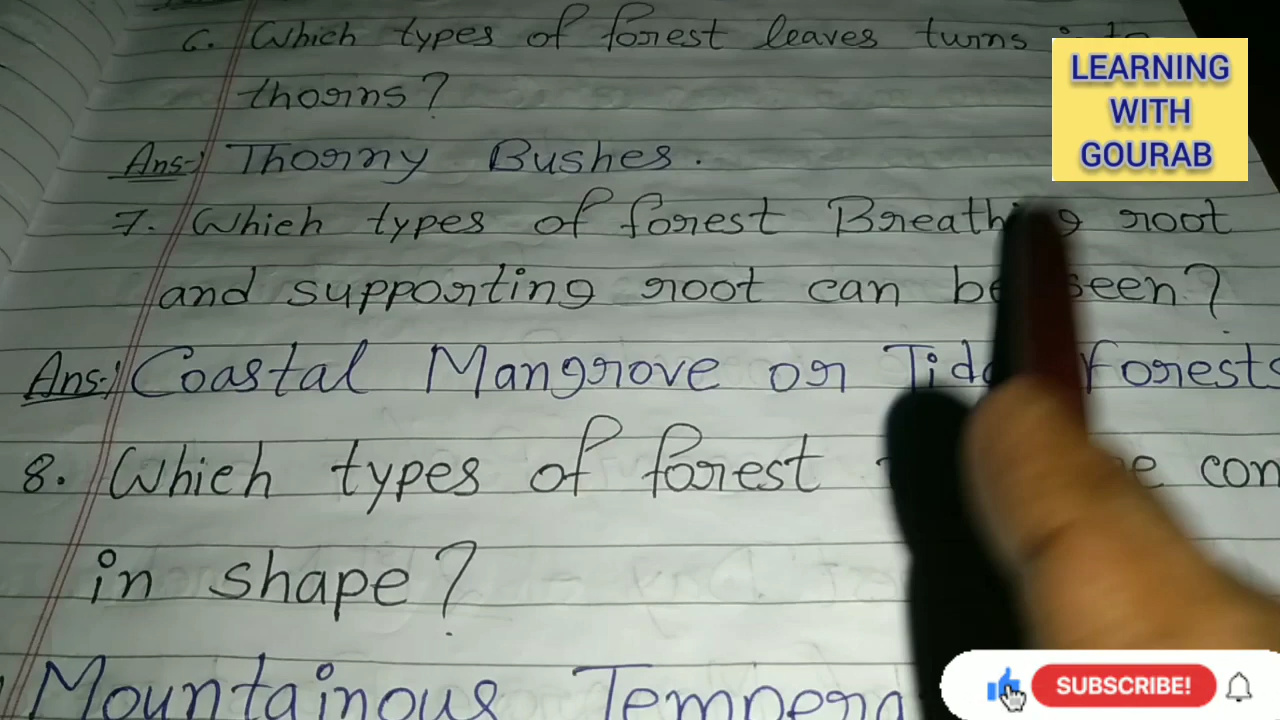 6. Which types of forest leaves turns
thorns?
Ans:-) Thorny Bushes.
7. Which types of forest Breathing root
and supporting root can be seen?
Ans:-) Coastal Mangrove or Tidal Forests
8. Which types of forest con
in shape?
Mountainous
LEARNING
WITH
GOURAB
SUBSCRIBE!